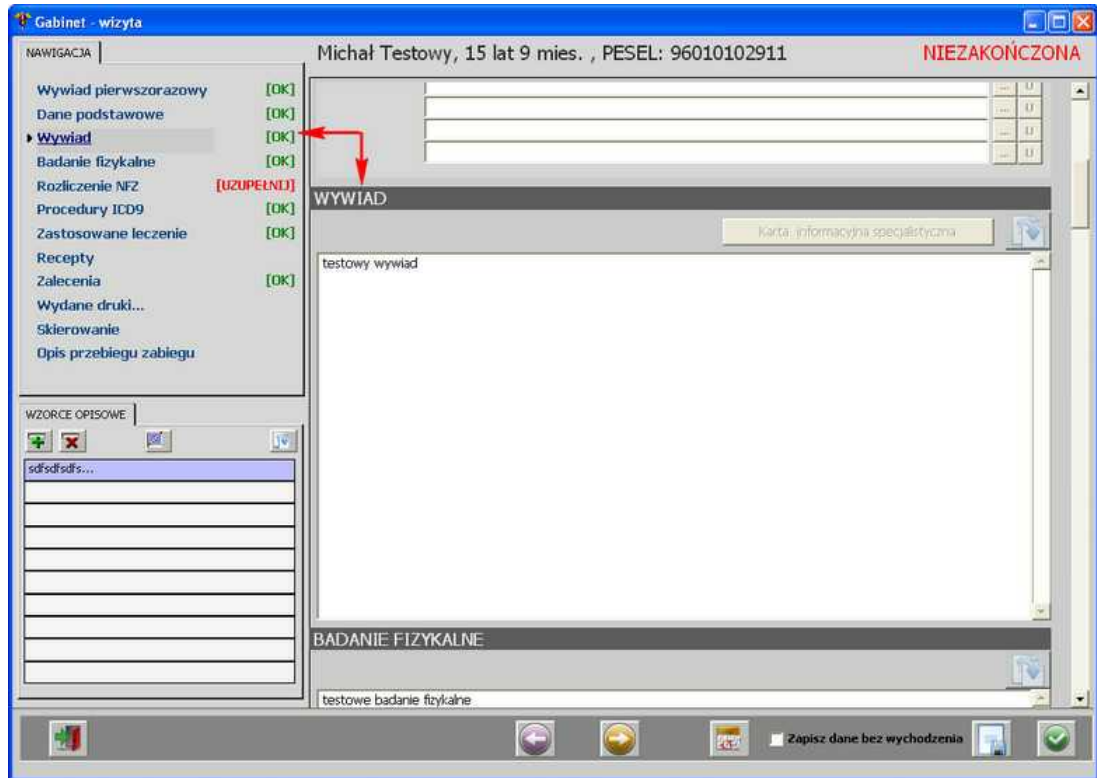 Gabinet - wizyta
NAWIGACJA
Michał Testowy, 15 lat 9 mies. , PESEL: 96010102911
NIEZAKOŃCZONA
Wywiad pierwszorazowy [OK]
Dane podstawowe [OK]
Wywiad [OK]
Badanie fizykalne [OK]
Rozliczenie NFZ [UZUPEŁNIJ]
Procedury ICD9 [OK]
Zastosowane leczenie [OK]
Recepty
Zalecenia [OK]
Wydane druki...
Skierowanie
Opis przebiegu zabiegu
... U
... U
... U
... U
WYWIAD
Karta informacyjna specjalistyczna
testowy wywiad
WZORCE OPISOWE
sdfsdfsdfs...
BADANIE FIZYKALNE
testowe badanie fizykalne
Zapisz dane bez wychodzenia